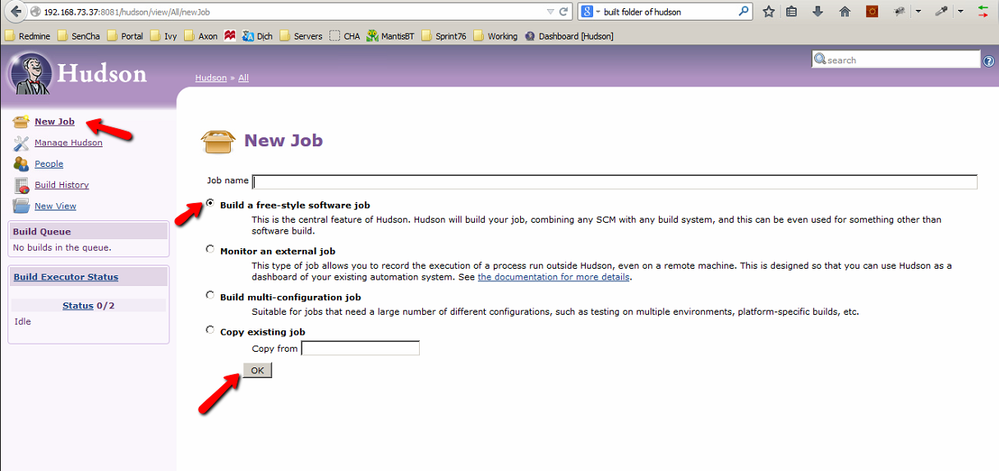 192.168.73.37:8081/hudson/view/All/newJob
built folder of hudson
Redmine SenCha Portal Ivy Axon Dịch Servers CHA MantisBT Sprint76 Working Dashboard [Hudson]
Hudson
search
Hudson » All
New Job
Manage Hudson
People
Build History
New View
Build Queue
No builds in the queue.
Build Executor Status
Status 0/2
Idle
New Job
Job name
Build a free-style software job
This is the central feature of Hudson. Hudson will build your job, combining any SCM with any build system, and this can be even used for something other than
software build.
Monitor an external job
This type of job allows you to record the execution of a process run outside Hudson, even on a remote machine. This is designed so that you can use Hudson as a
dashboard of your existing automation system. See the documentation for more details.
Build multi-configuration job
Suitable for jobs that need a large number of different configurations, such as testing on multiple environments, platform-specific builds, etc.
Copy existing job
Copy from
OK